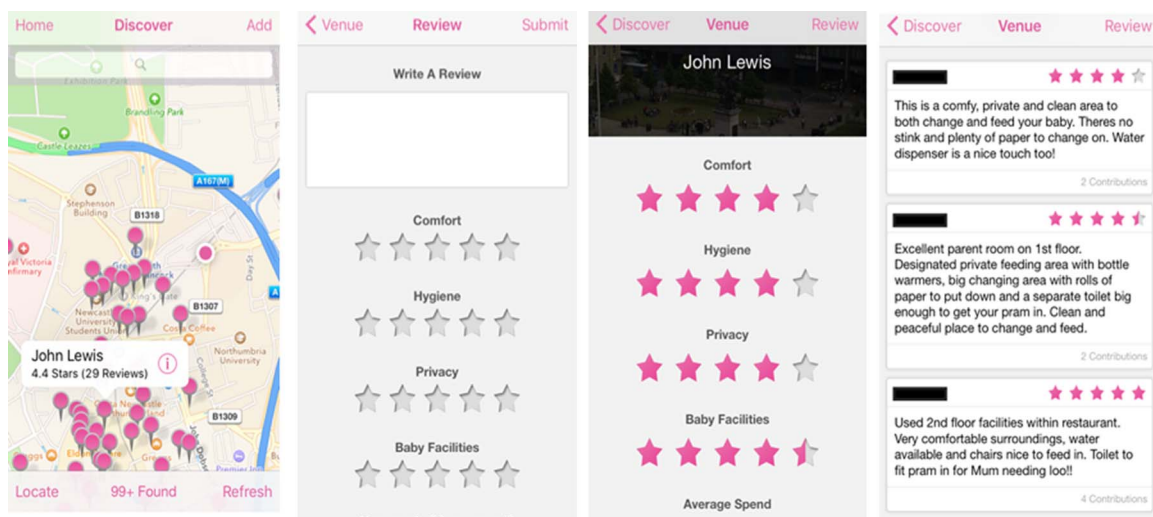 Home Discover Add
Exhibition Park
Brandling Park
Castle Leazes
A167(M)
Stephenson
Building
B1318
Day St
B1307
King's Gate
Newcastle
University
Students Union
Costa Coffee
John Lewis
4.4 Stars (29 Reviews)
Northumbria
University
College St
B1309
John Dobson
Premier Inn
Locate 99+ Found Refresh
Venue Review Submit
Write A Review
Comfort
Hygiene
Privacy
Baby Facilities
Discover Venue Review
John Lewis
Comfort
Hygiene
Privacy
Baby Facilities
Average Spend
Discover Venue Review
This is a comfy, private and clean area to
both change and feed your baby. Theres no
stink and plenty of paper to change on. Water
dispenser is a nice touch too!
2 Contributions
Excellent parent room on 1st floor.
Designated private feeding area with bottle
warmers, big changing area with rolls of
paper to put down and a separate toilet big
enough to get your pram in. Clean and
peaceful place to change and feed.
2 Contributions
Used 2nd floor facilities within restaurant.
Very comfortable surroundings, water
available and chairs nice to feed in. Toilet to
fit pram in for Mum needing loo!!
4 Contributions